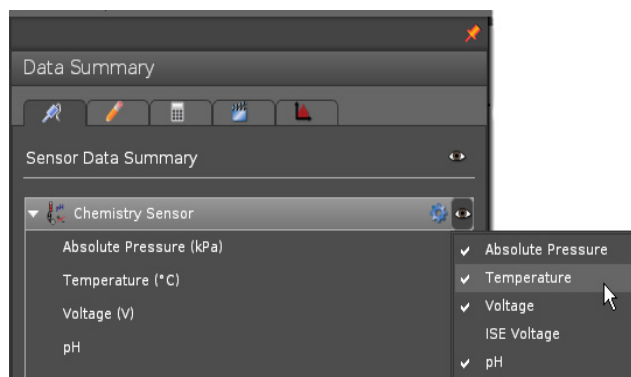 Data Summary
Sensor Data Summary
Chemistry Sensor
Absolute Pressure (kPa)
Temperature (°C)
Voltage (V)
pH
Absolute Pressure
Temperature
Voltage
ISE Voltage
pH